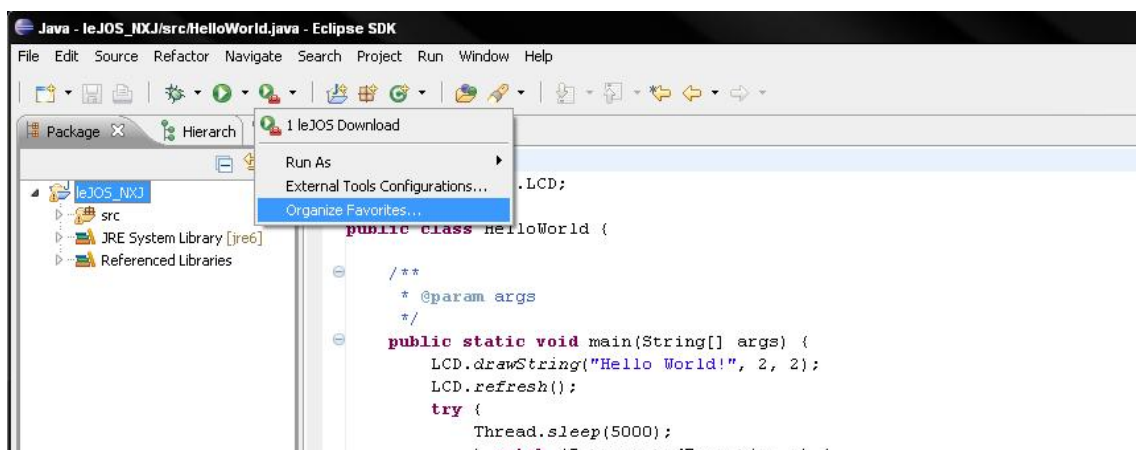 Java - leJOS_NXJ/src/HelloWorld.java - Eclipse SDK
File Edit Source Refactor Navigate Search Project Run Window Help
Package Hierarch
1 leJOS Download
Run As
External Tools Configurations...
Organize Favorites...
leJOS_NXJ
src
JRE System Library [jre6]
Referenced Libraries
.LCD;
public class HelloWorld {
/**
* @param args
*/
public static void main(String[] args) {
LCD.drawString("Hello World!", 2, 2);
LCD.refresh();
try {
Thread.sleep(5000);